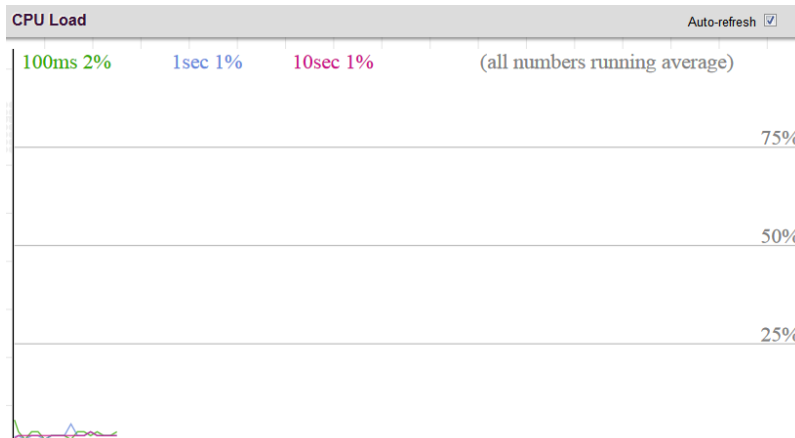 CPU Load
Auto-refresh
100ms 2% 1sec 1% 10sec 1% (all numbers running average)
75%
50%
25%